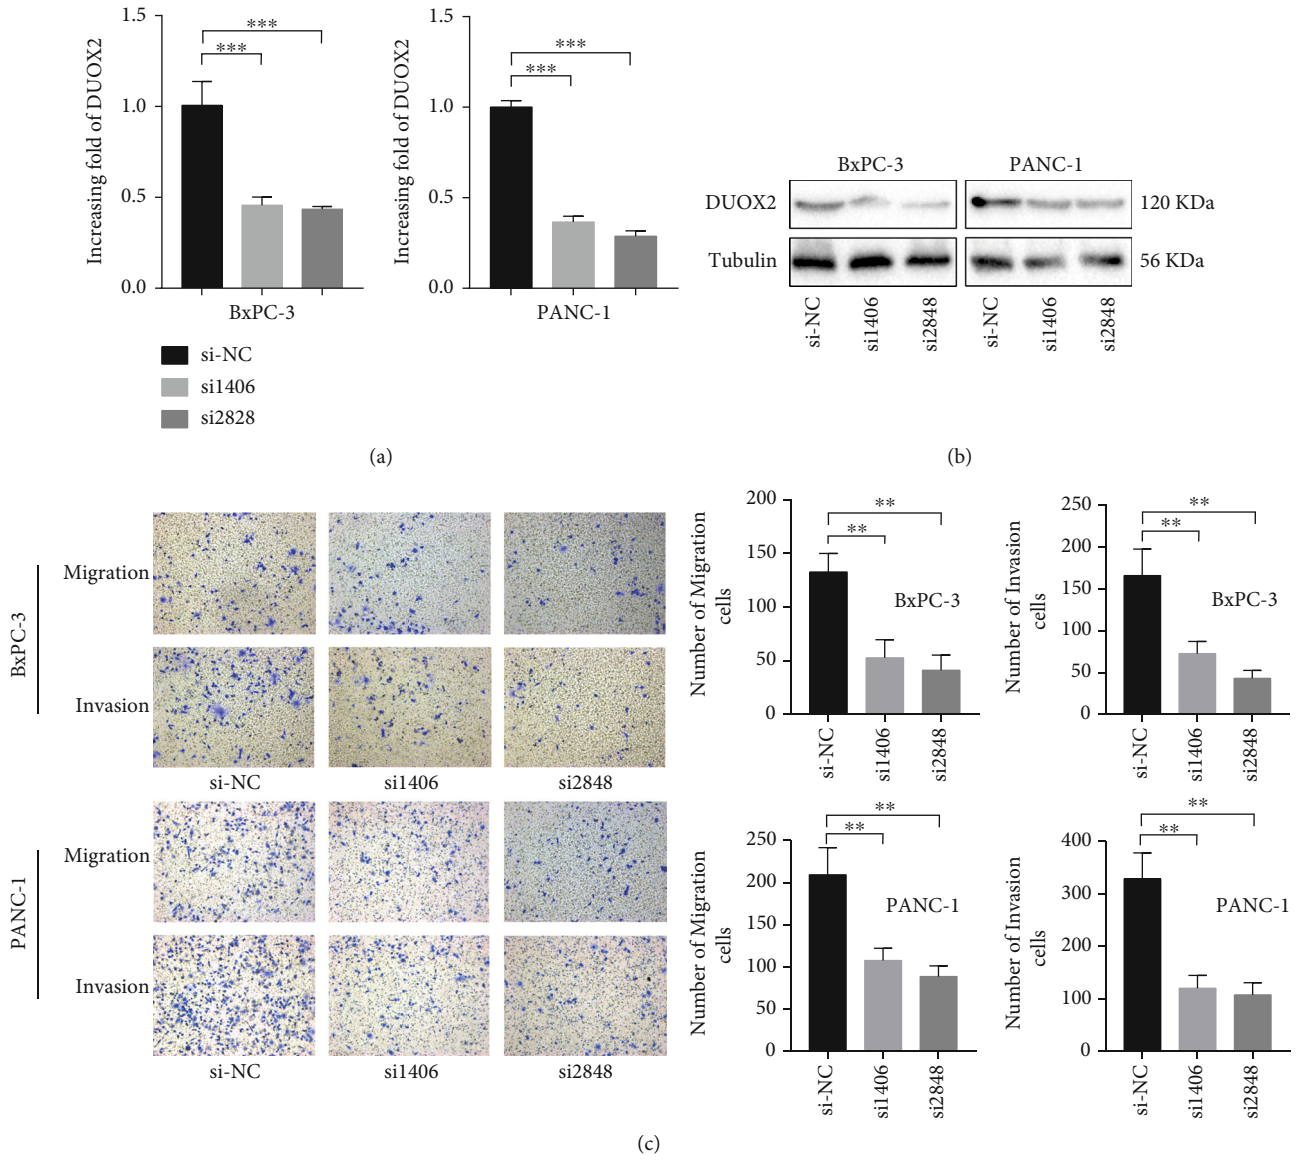 Increasing fold of DUOX2
1.5
1.0
0.5
0.0
***
***
BxPC-3
Increasing fold of DUOX2
1.5
1.0
0.5
0.0
***
***
PANC-1
si-NC
si1406
si2828
(a)
BxPC-3
PANC-1
DUOX2
120 KDa
Tubulin
56 KDa
si-NC
si1406
si2848
si-NC
si1406
si2848
(b)
BxPC-3
Migration
Invasion
si-NC
si1406
si2848
PANC-1
Migration
Invasion
si-NC
si1406
si2848
Number of Migration
cells
200
150
100
50
0
**
**
BxPC-3
si-NC
si1406
si2848
Number of Invasion
cells
250
200
150
100
50
0
**
**
BxPC-3
si-NC
si1406
si2848
Number of Migration
cells
250
200
150
100
50
0
**
**
PANC-1
si-NC
si1406
si2848
Number of Invasion
cells
400
300
200
100
0
**
**
PANC-1
si-NC
si1406
si2848
(c)